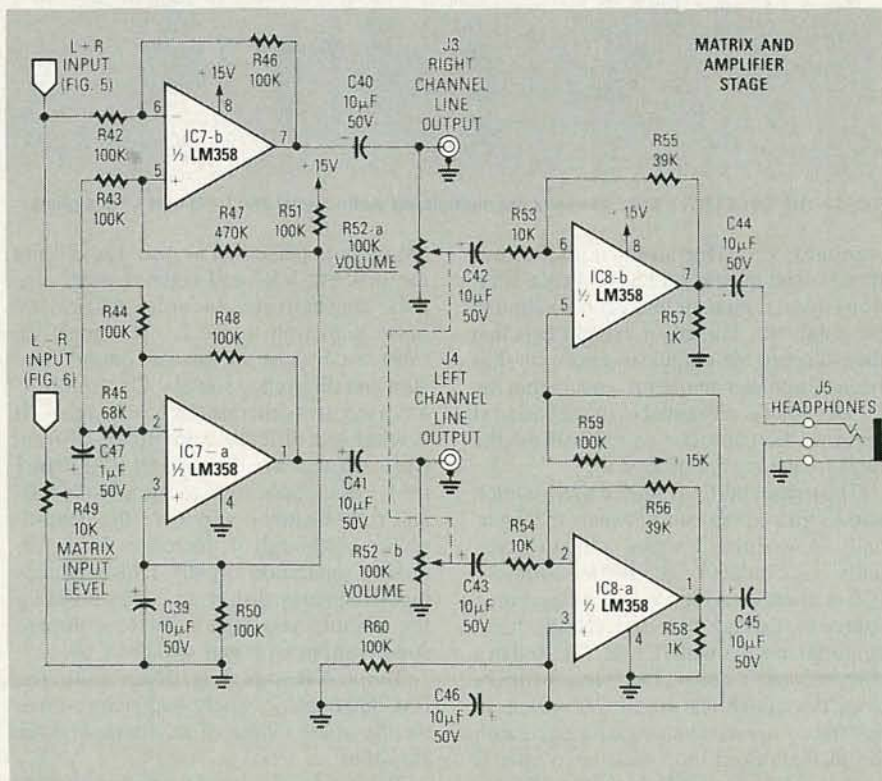 L+R
INPUT
(FIG. 5)
R42
100K
R43
100K
R46
100K
+15V
8
6
−
5
+
7
IC7-b
½ LM358
R47
470K
R51
100K
+15V
C40
10µF
50V
−
J3
RIGHT
CHANNEL
LINE
OUTPUT
R52-a
100K
VOLUME
MATRIX AND
AMPLIFIER
STAGE
+
C42
10µF
50V
R53
10K
R55
39K
+15V
8
6
−
5
+
7
IC8-b
½ LM358
R57
1K
C44
10µF
50V
J5
HEADPHONES
L−R
INPUT
(FIG. 6)
R44
100K
R45
68K
C47
1µF
50V
R49
10K
MATRIX
INPUT
LEVEL
R48
100K
2
−
3
+
1
4
IC7-a
½ LM358
+
C39
10µF
50V
R50
100K
+
C41
10µF
50V
J4
LEFT
CHANNEL
LINE
OUTPUT
R52-b
100K
VOLUME
+
C43
10µF
50V
R54
10K
R59
100K
+15K
R56
39K
2
−
3
+
1
4
IC8-a
½ LM358
R58
1K
+
C45
10µF
50V
R60
100K
C46
10µF
50V
+